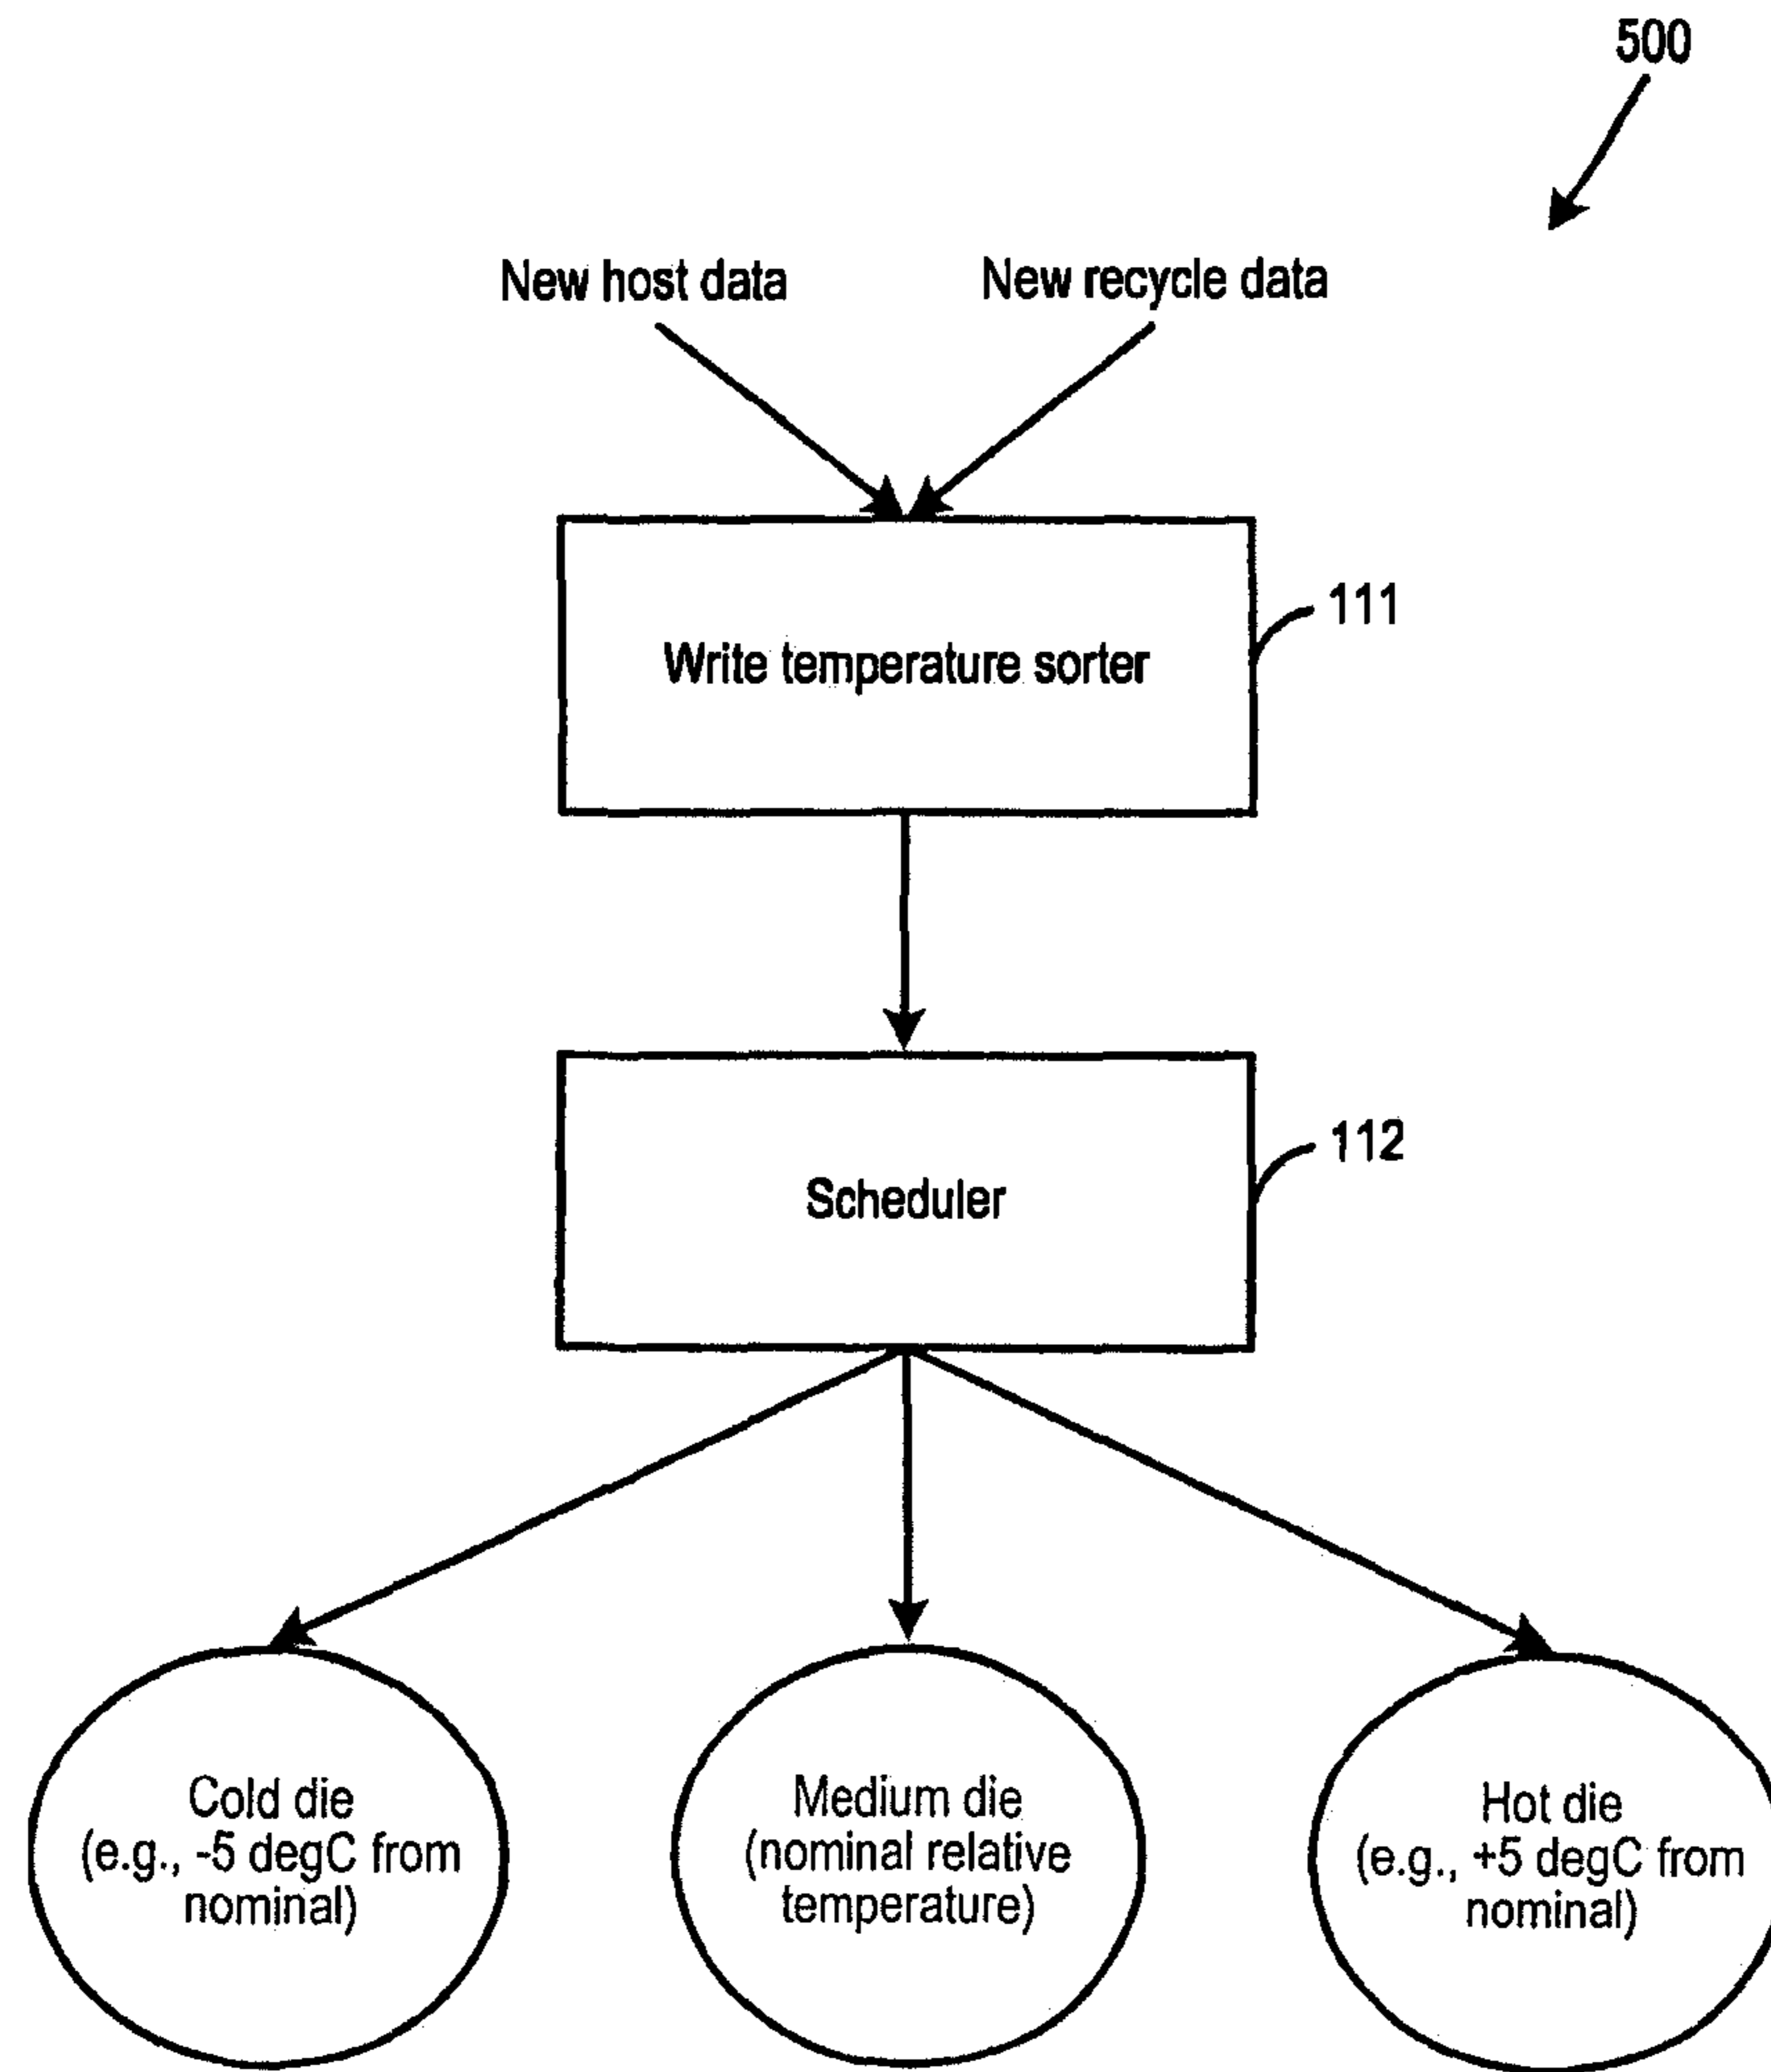 500
New host data
New recycle data
Write temperature sorter
111
Scheduler
112
Cold die
(e.g., -5 degC from
nominal)
Medium die
(nominal relative
temperature)
Hot die
(e.g., +5 degC from
nominal)